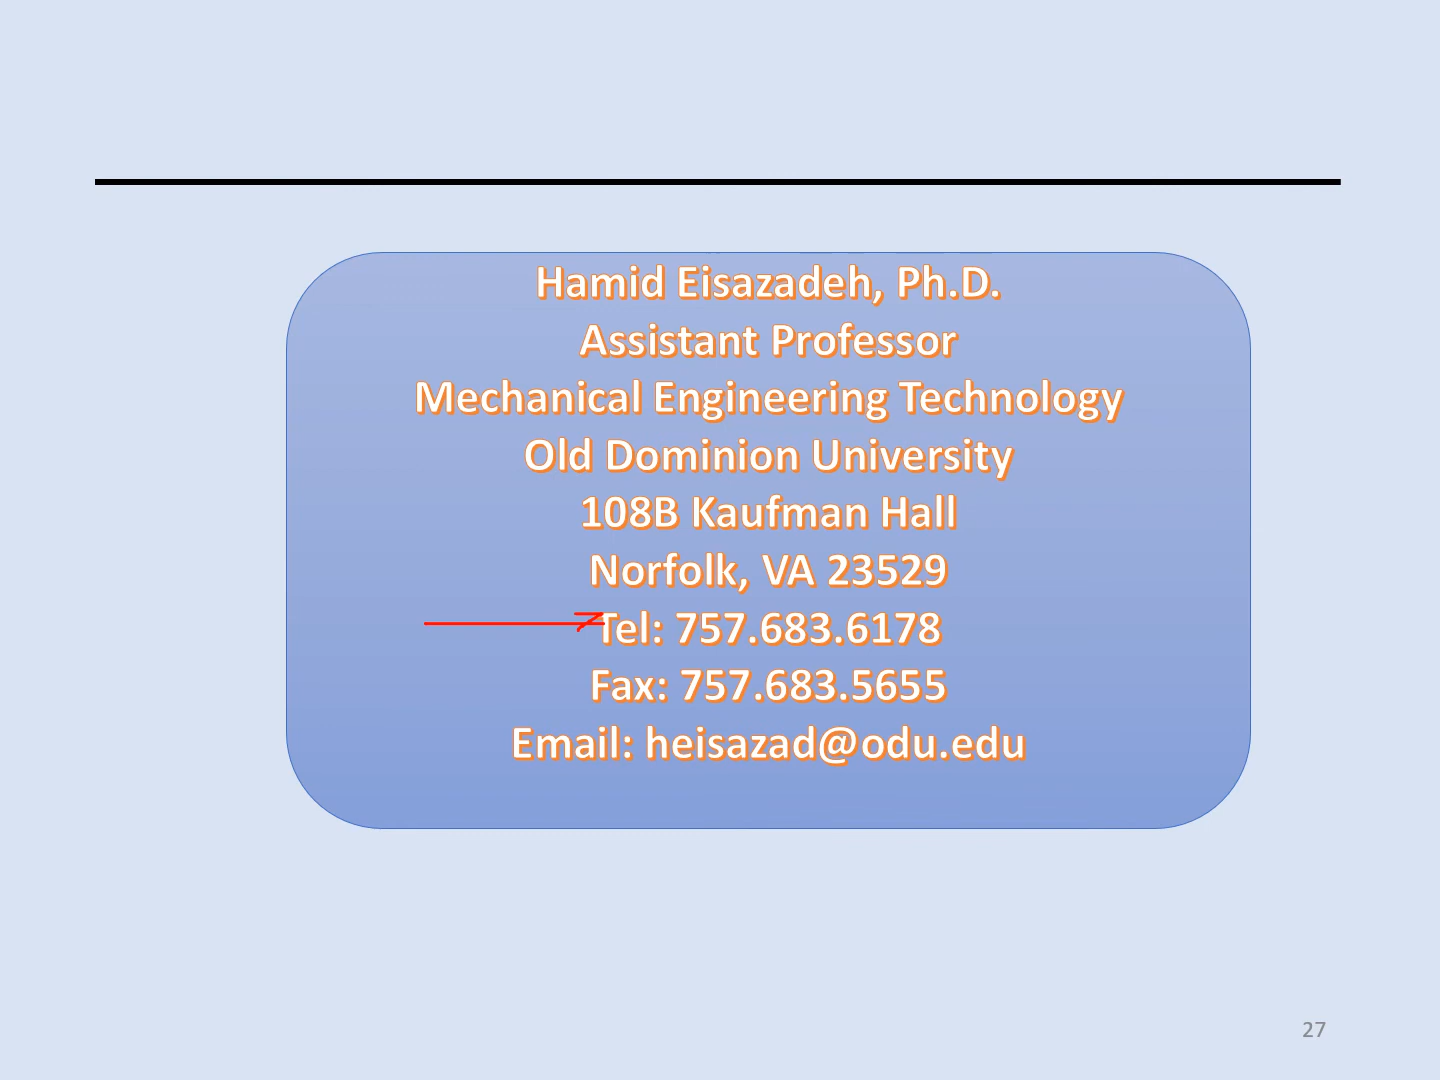 Hamid Eisazadeh, Ph.D.
Assistant Professor
Mechanical Engineering Technology
Old Dominion University
108B Kaufman Hall
Norfolk, VA 23529
Tel: 757.683.6178
Fax: 757.683.5655
Email: heisazad@odu.edu
27